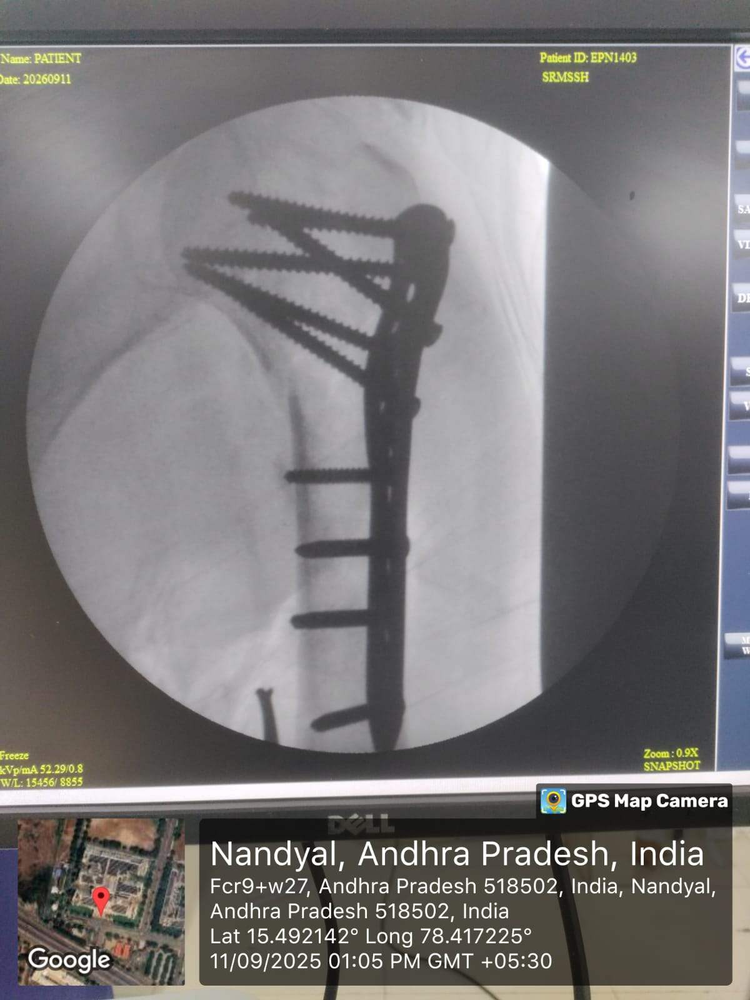 Name: PATIENT
Date: 20260911
Patient ID: EPN1403
SRMSSH
SA
DE
Freeze
kVp/mA 52.29/0.8
W/L: 15456/ 8855
Zoom : 0.9X
SNAPSHOT
DELL
GPS Map Camera
Nandyal, Andhra Pradesh, India
Fcr9+w27, Andhra Pradesh 518502, India, Nandyal,
Andhra Pradesh 518502, India
Lat 15.492142° Long 78.417225°
11/09/2025 01:05 PM GMT +05:30
Google